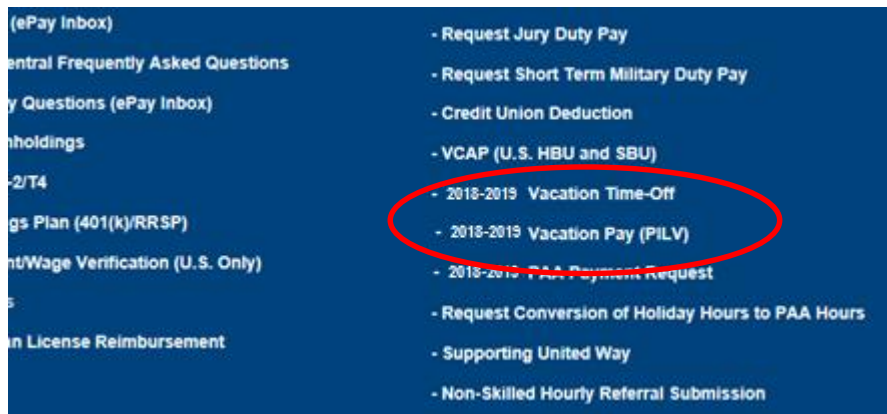 (ePay Inbox)
entral Frequently Asked Questions
y Questions (ePay Inbox)
hholdings
-2/T4
gs Plan (401(k)/RRSP)
nt/Wage Verification (U.S. Only)
s
an License Reimbursement
- Request Jury Duty Pay
- Request Short Term Military Duty Pay
- Credit Union Deduction
- VCAP (U.S. HBU and SBU)
- 2018-2019 Vacation Time-Off
- 2018-2019 Vacation Pay (PILV)
- 2018-2019 PAA Payment Request
- Request Conversion of Holiday Hours to PAA Hours
- Supporting United Way
- Non-Skilled Hourly Referral Submission